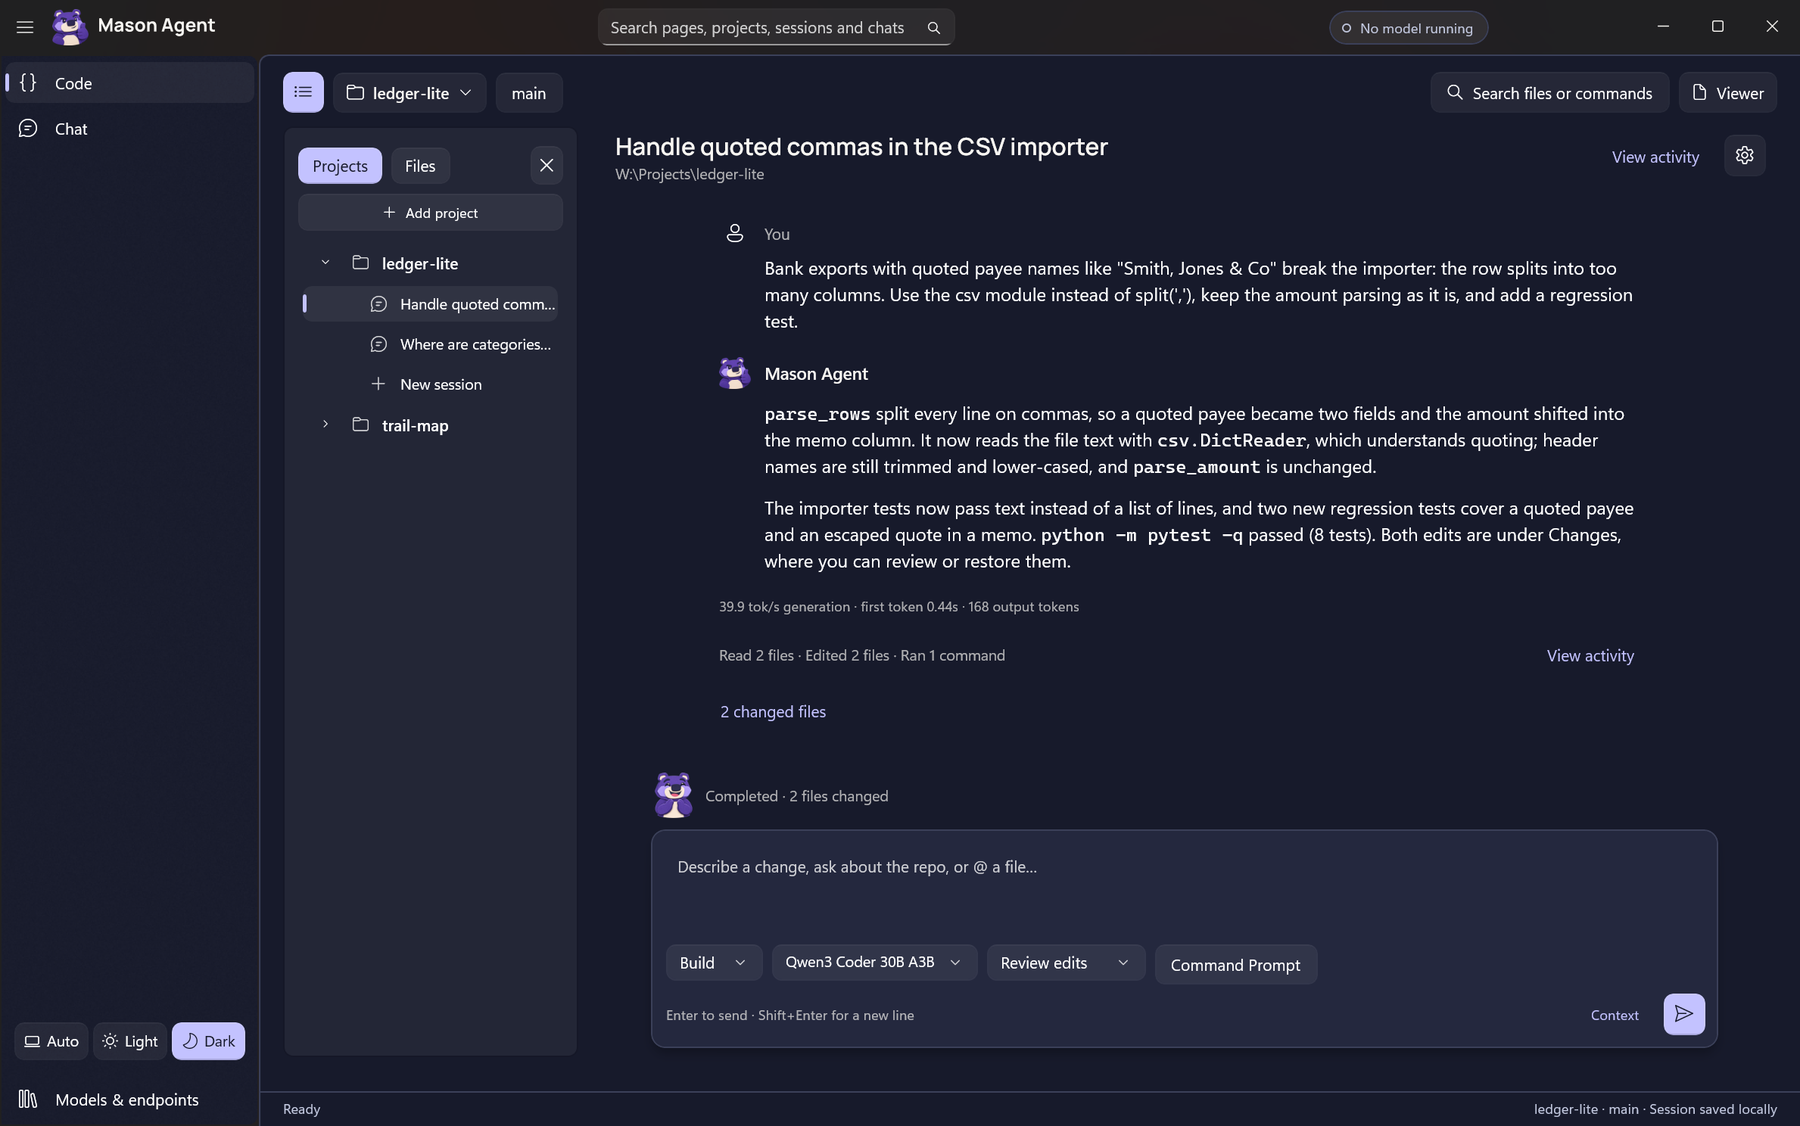 Mason Agent
Search pages, projects, sessions and chats
No model running
Code
Chat
ledger-lite
main
Search files or commands
Viewer
Projects
Files
Add project
ledger-lite
Handle quoted comm...
Where are categories...
New session
trail-map
Handle quoted commas in the CSV importer
W:\Projects\ledger-lite
View activity
You
Bank exports with quoted payee names like "Smith, Jones & Co" break the importer: the row splits into too
many columns. Use the csv module instead of split(','), keep the amount parsing as it is, and add a regression
test.
Mason Agent
parse_rows split every line on commas, so a quoted payee became two fields and the amount shifted into
the memo column. It now reads the file text with csv.DictReader, which understands quoting; header
names are still trimmed and lower-cased, and parse_amount is unchanged.
The importer tests now pass text instead of a list of lines, and two new regression tests cover a quoted payee
and an escaped quote in a memo. python -m pytest -q passed (8 tests). Both edits are under Changes,
where you can review or restore them.
39.9 tok/s generation · first token 0.44s · 168 output tokens
Read 2 files · Edited 2 files · Ran 1 command
View activity
2 changed files
Completed · 2 files changed
Describe a change, ask about the repo, or @ a file...
Build
Qwen3 Coder 30B A3B
Review edits
Command Prompt
Enter to send · Shift+Enter for a new line
Context
Auto
Light
Dark
Models & endpoints
Ready
ledger-lite · main · Session saved locally